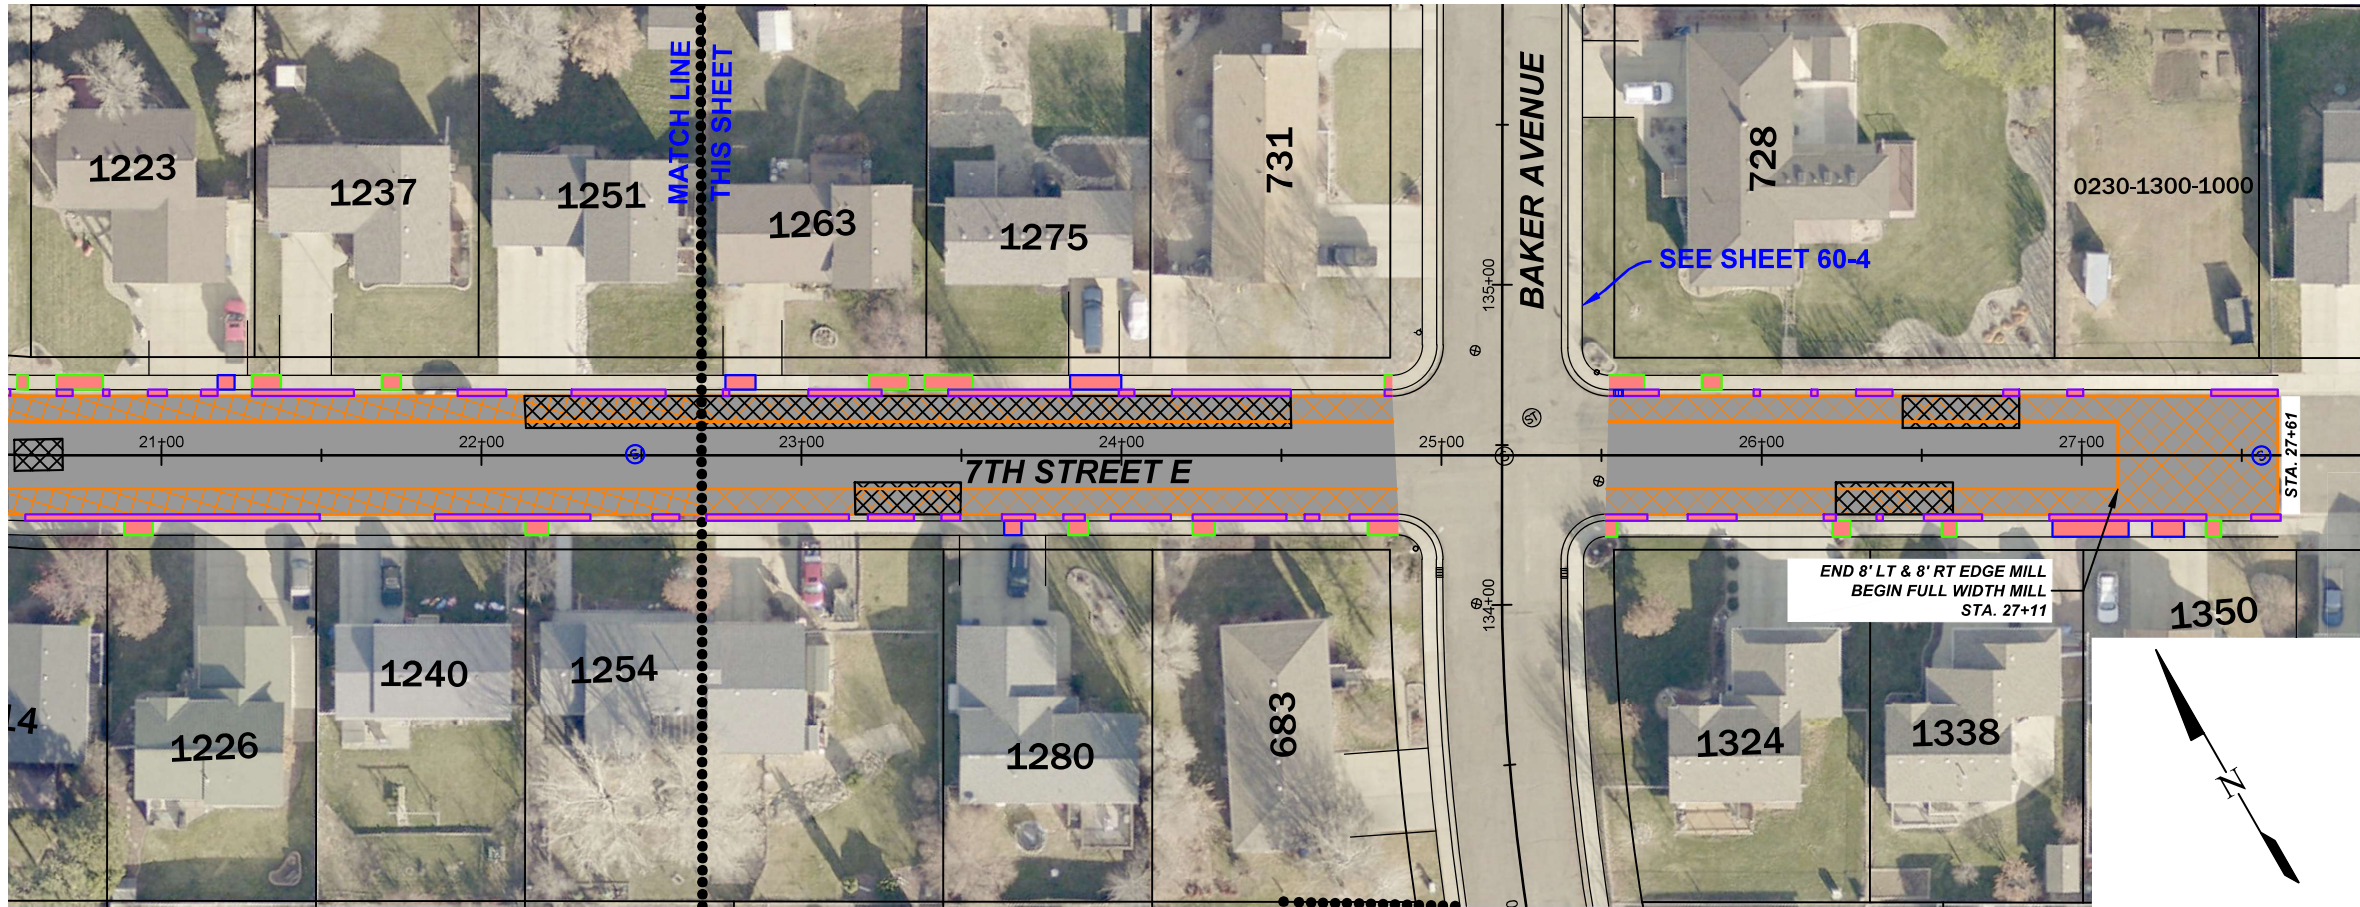 1223
1237
1251
MATCH LINE
THIS SHEET
1263
1275
731
BAKER AVENUE
728
0230-1300-1000
SEE SHEET 60-4
135+00
21+00
22+00
23+00
24+00
25+00
26+00
27+00
7TH STREET E
ST
S
S
S
STA. 27+61
134+00
END 8' LT & 8' RT EDGE MILL
BEGIN FULL WIDTH MILL
STA. 27+11
14
1226
1240
1254
1280
683
1324
1338
1350
N
0